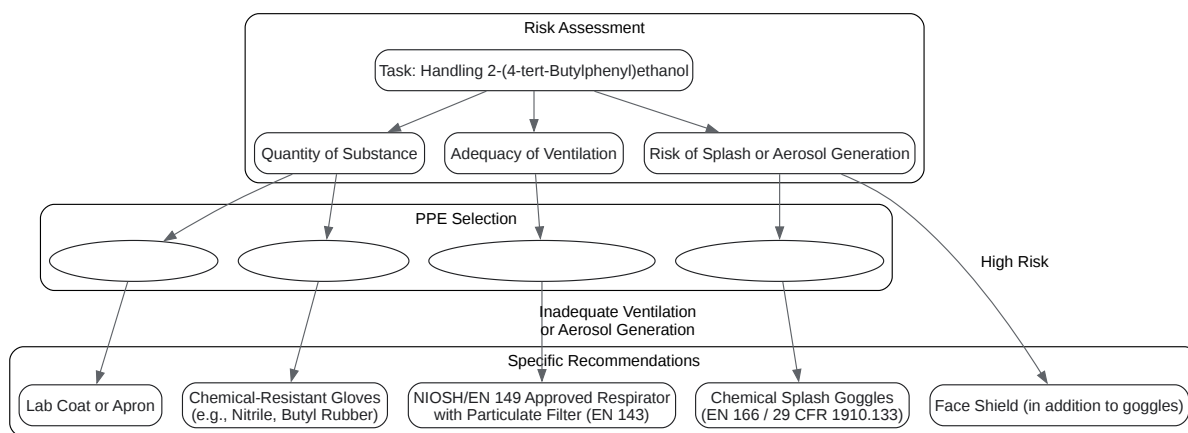 Risk Assessment
Task: Handling 2-(4-tert-Butylphenyl)ethanol
Quantity of Substance
Adequacy of Ventilation
Risk of Splash or Aerosol Generation
PPE Selection
High Risk
Inadequate Ventilation
or Aerosol Generation
Specific Recommendations
Lab Coat or Apron
Chemical-Resistant Gloves
(e.g., Nitrile, Butyl Rubber)
NIOSH/EN 149 Approved Respirator
with Particulate Filter (EN 143)
Chemical Splash Goggles
(EN 166 / 29 CFR 1910.133)
Face Shield (in addition to goggles)